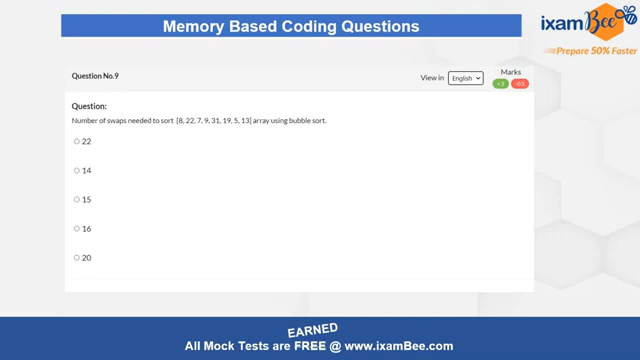 Memory Based Coding Questions
ixamBee
Prepare 50% Faster
Question No.9
View in
English
Marks
Question:
Number of swaps needed to sort [8, 22, 7, 9, 31, 19, 5, 13] array using bubble sort.
22
14
15
16
20
EARNED
All Mock Tests are FREE @ www.ixamBee.com